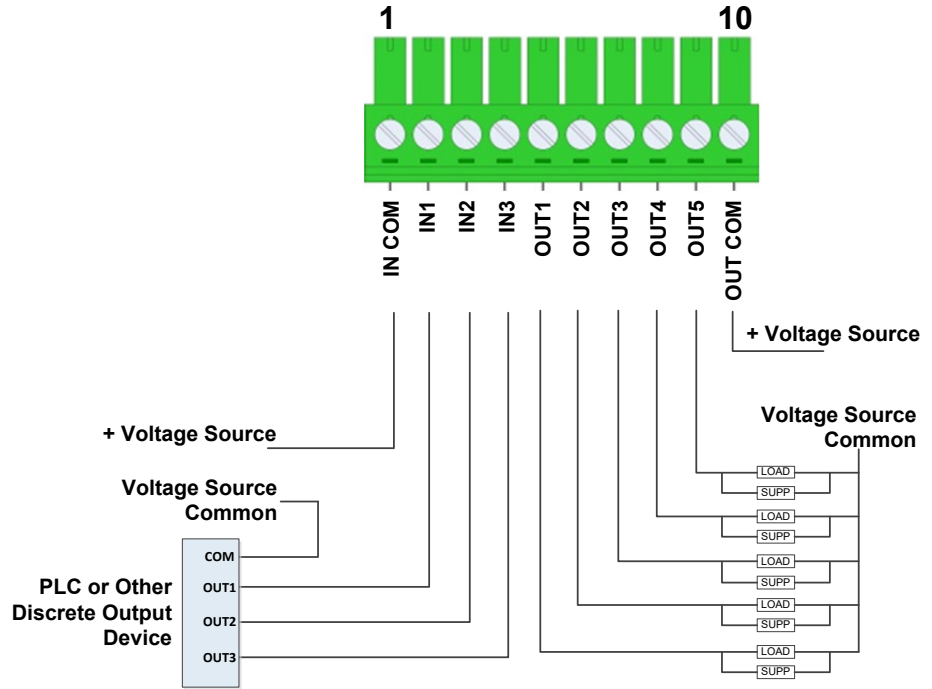 1
10
IN COM
IN1
IN2
IN3
OUT1
OUT2
OUT3
OUT4
OUT5
OUT COM
+ Voltage Source
+ Voltage Source
Voltage Source
Common
COM
OUT1
OUT2
OUT3
PLC or Other
Discrete Output
Device
Voltage Source
Common
LOAD
SUPP
LOAD
SUPP
LOAD
SUPP
LOAD
SUPP
LOAD
SUPP